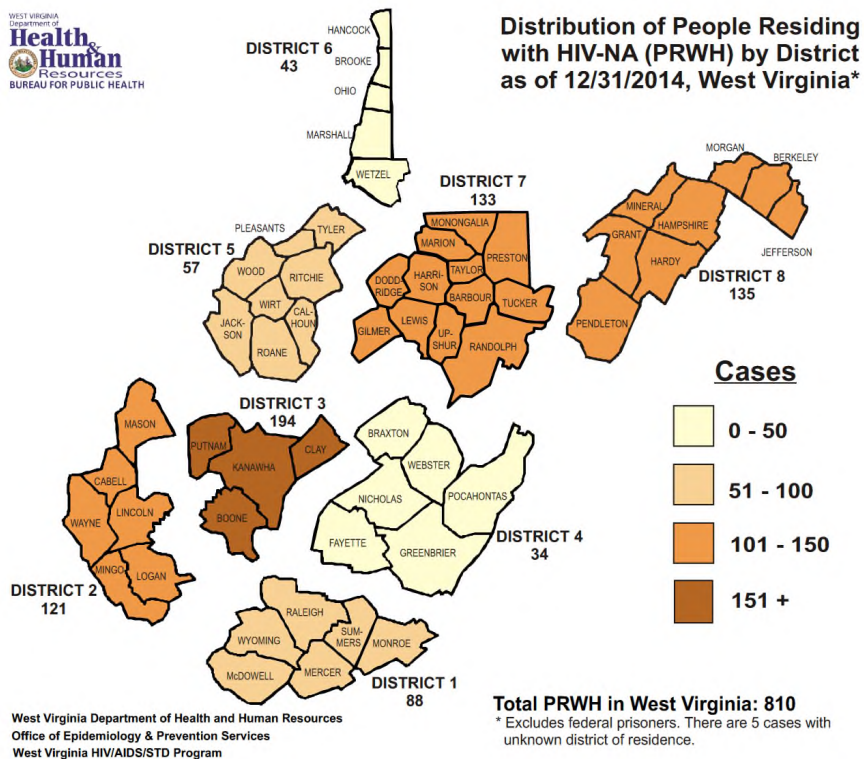 WEST VIRGINIA
Department of
Health
&
Human
Resources
BUREAU FOR PUBLIC HEALTH
Distribution of People Residing
with HIV-NA (PRWH) by District
as of 12/31/2014, West Virginia*
DISTRICT 6
43
HANCOCK
BROOKE
OHIO
MARSHALL
WETZEL
DISTRICT 7
133
MONONGALIA
MARION
PRESTON
TAYLOR
HARRI-
SON
DODD-
RIDGE
BARBOUR
TUCKER
GILMER
LEWIS
UP-
SHUR
RANDOLPH
MORGAN
BERKELEY
MINERAL
HAMPSHIRE
GRANT
JEFFERSON
HARDY
PENDLETON
DISTRICT 8
135
DISTRICT 5
57
PLEASANTS
TYLER
WOOD
RITCHIE
WIRT
CAL-
HOUN
JACK-
SON
ROANE
Cases
0 - 50
51 - 100
101 - 150
151 +
DISTRICT 3
194
PUTNAM
KANAWHA
CLAY
BOONE
MASON
CABELL
LINCOLN
WAYNE
MINGO
LOGAN
DISTRICT 2
121
BRAXTON
WEBSTER
NICHOLAS
POCAHONTAS
FAYETTE
GREENBRIER
DISTRICT 4
34
RALEIGH
WYOMING
SUM-
MERS
MONROE
McDOWELL
MERCER
DISTRICT 1
88
Total PRWH in West Virginia: 810
* Excludes federal prisoners. There are 5 cases with
unknown district of residence.
West Virginia Department of Health and Human Resources
Office of Epidemiology & Prevention Services
West Virginia HIV/AIDS/STD Program